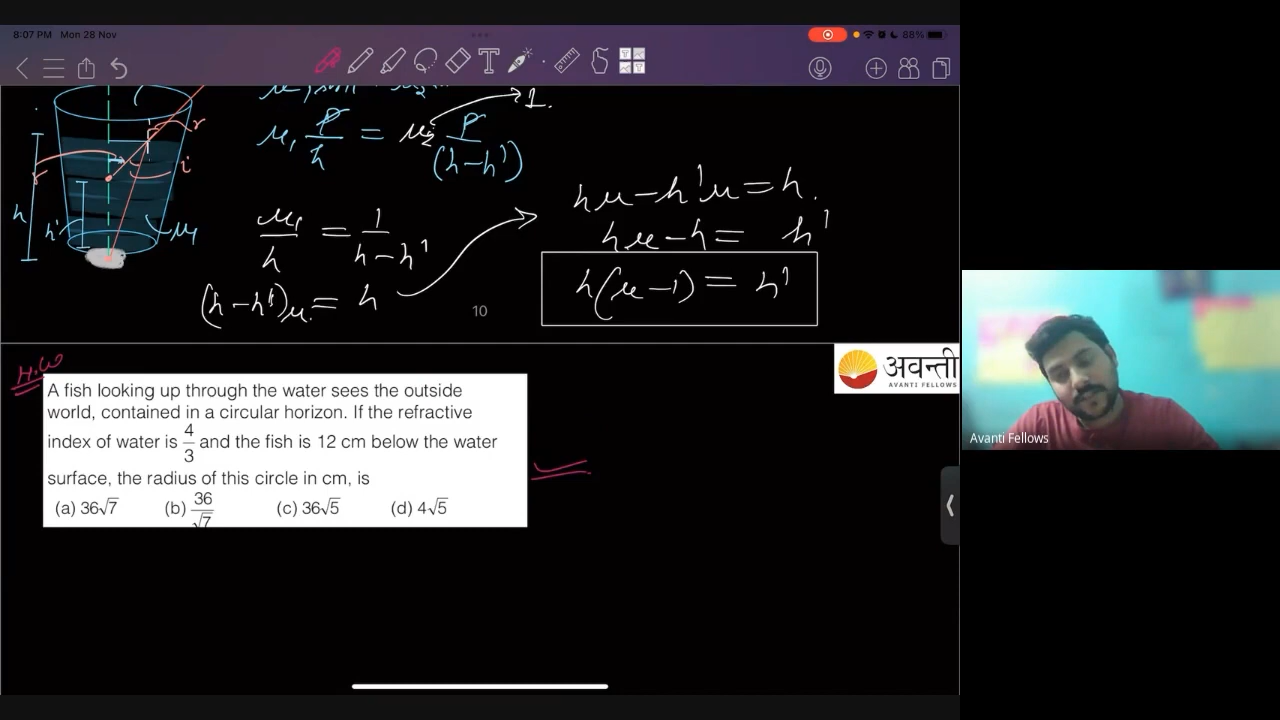 8:07 PM Mon 28 Nov
88%
1.
μ₁ P/h = μ₂ P/(h-h')
r
i
h
h'
μ₁
μ₁/h = 1/(h-h')
(h-h')μ = h
hμ-h'μ=h.
hμ-h= h'
h(μ-1) = h'
10
H.W
अवन्ती
AVANTI FELLOWS
A fish looking up through the water sees the outside
world, contained in a circular horizon. If the refractive
index of water is 4/3 and the fish is 12 cm below the water
surface, the radius of this circle in cm, is
(a) 36√7 (b) 36/√7 (c) 36√5 (d) 4√5
Avanti Fellows